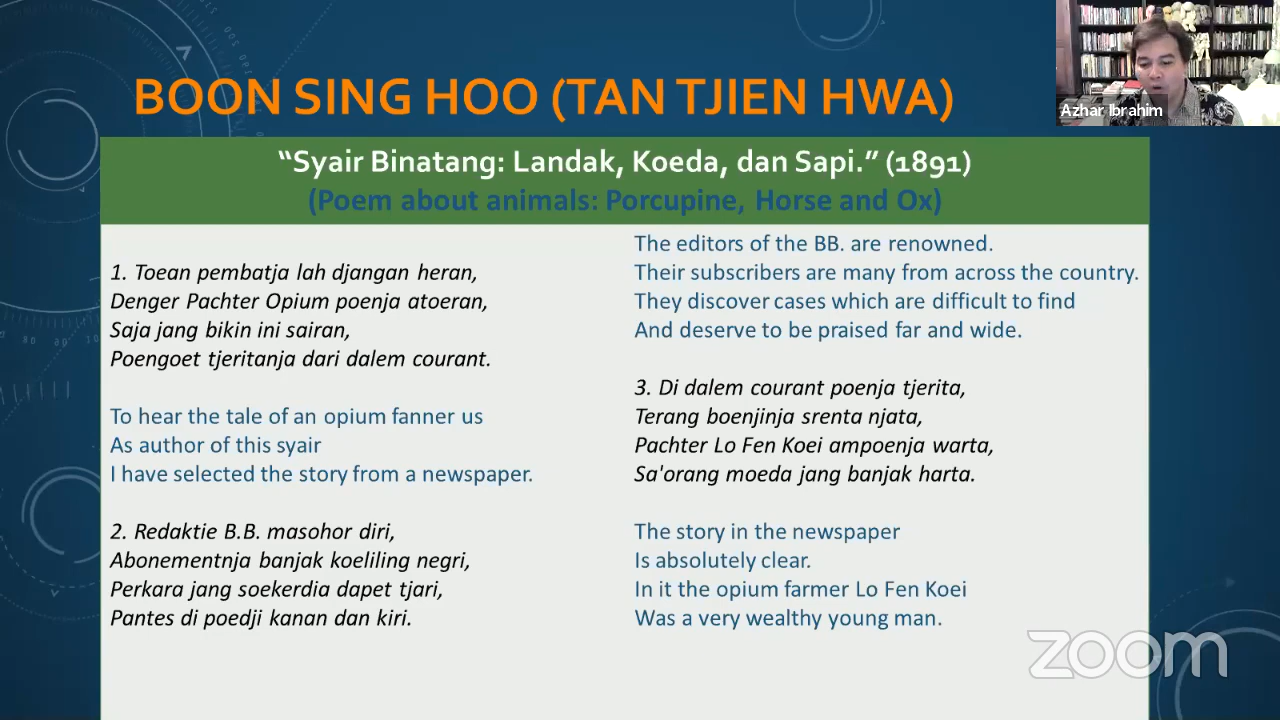 BOON SING HOO (TAN TJIEN HWA)
Azhar Ibrahim
“Syair Binatang: Landak, Koeda, dan Sapi.” (1891)
(Poem about animals: Porcupine, Horse and Ox)
1. Toean pembatja lah djangan heran,
Denger Pachter Opium poenja atoeran,
Saja jang bikin ini sairan,
Poengoet tjeritanja dari dalem courant.
To hear the tale of an opium fanner us
As author of this syair
I have selected the story from a newspaper.
2. Redaktie B.B. masohor diri,
Abonementnja banjak koeliling negri,
Perkara jang soekerdia dapet tjari,
Pantes di poedji kanan dan kiri.
The editors of the BB. are renowned.
Their subscribers are many from across the country.
They discover cases which are difficult to find
And deserve to be praised far and wide.
3. Di dalem courant poenja tjerita,
Terang boenjinja srenta njata,
Pachter Lo Fen Koei ampoenja warta,
Sa'orang moeda jang banjak harta.
The story in the newspaper
Is absolutely clear.
In it the opium farmer Lo Fen Koei
Was a very wealthy young man.
zoom